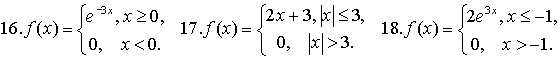 16. f(x) = { e^{-3x}, x ≥ 0, 0, x < 0. 17. f(x) = { 2x + 3, |x| ≤ 3, 0, |x| > 3. 18. f(x) = { 2e^{3x}, x ≤ -1, 0, x > -1.